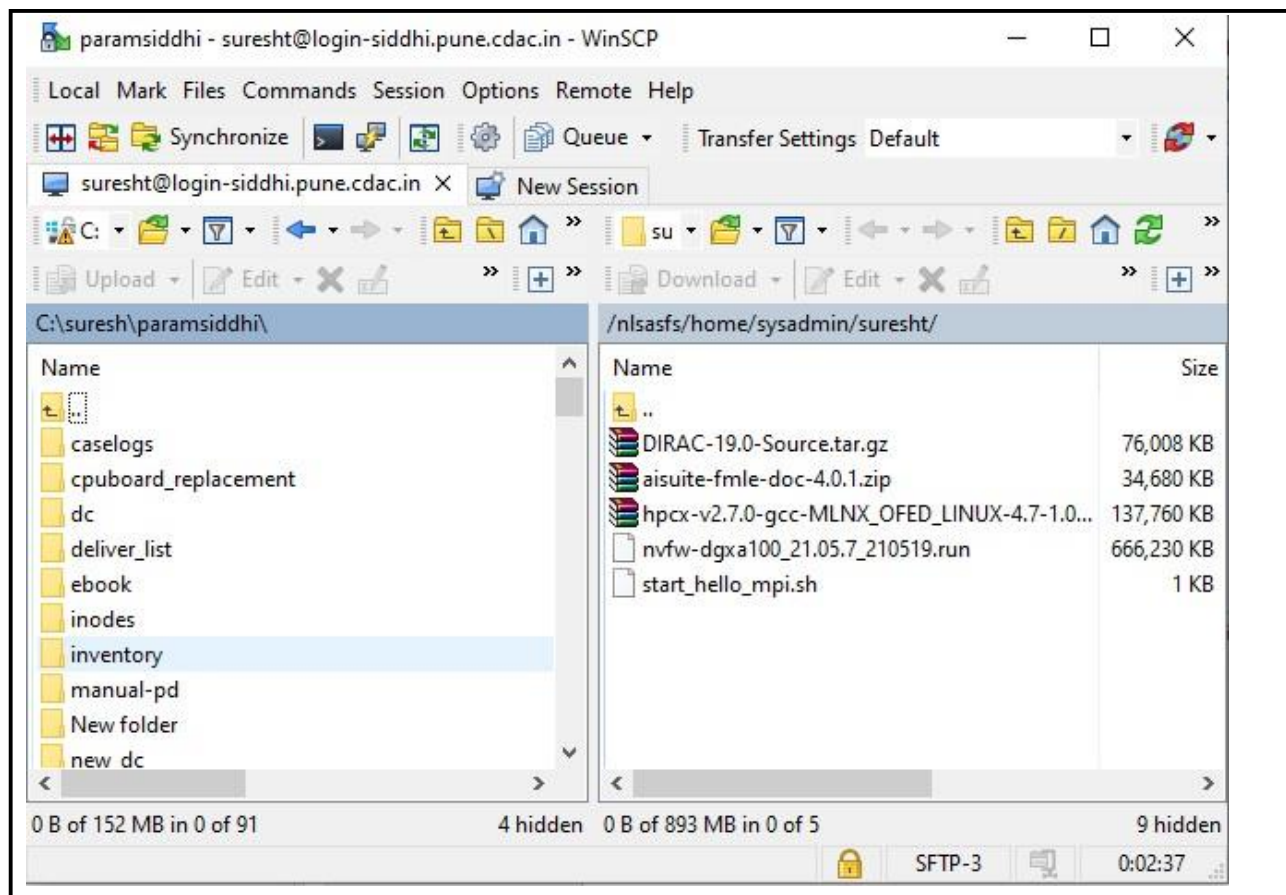 paramsiddhi - suresht@login-siddhi.pune.cdac.in - WinSCP
Local Mark Files Commands Session Options Remote Help
Synchronize Queue Transfer Settings Default
suresht@login-siddhi.pune.cdac.in New Session
C: su
Upload Edit Download Edit
C:\suresh\paramsiddhi\ /nlsasfs/home/sysadmin/suresht/
Name Name Size
.. ..
caselogs DIRAC-19.0-Source.tar.gz 76,008 KB
cpuboard_replacement aisuite-fmle-doc-4.0.1.zip 34,680 KB
dc hpcx-v2.7.0-gcc-MLNX_OFED_LINUX-4.7-1.0... 137,760 KB
deliver_list nvfw-dgxa100_21.05.7_210519.run 666,230 KB
ebook start_hello_mpi.sh 1 KB
inodes
inventory
manual-pd
New folder
new_dc
0 B of 152 MB in 0 of 91 4 hidden 0 B of 893 MB in 0 of 5 9 hidden
SFTP-3 0:02:37